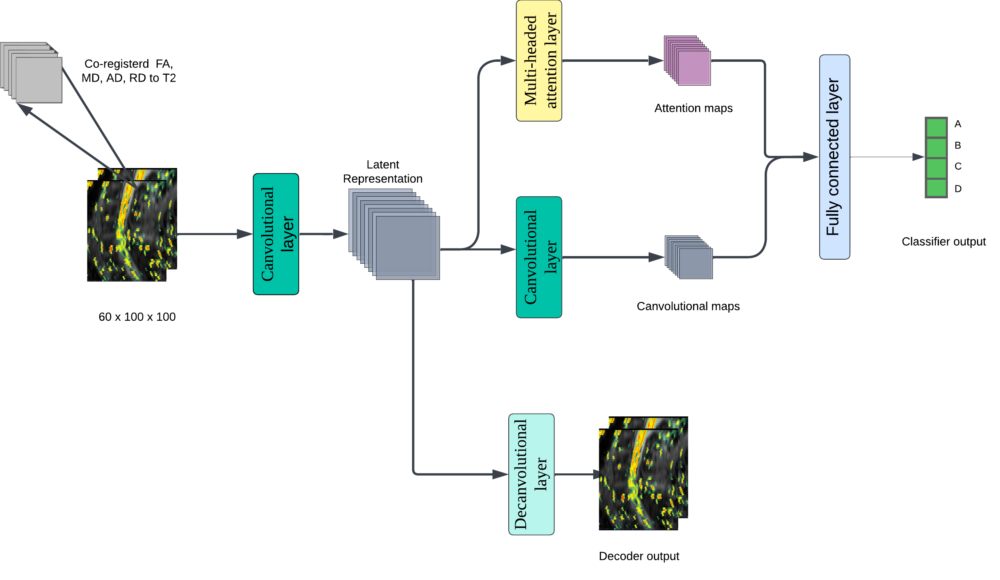 Co-registerd  FA,
MD, AD, RD to T2
60 x 100 x 100
Canvolutional
layer
Latent
Representation
Multi-headed
attention layer
Attention maps
Canvolutional
layer
Canvolutional maps
Fully connected layer
A
B
C
D
Classifier output
Decanvolutional
layer
Decoder output